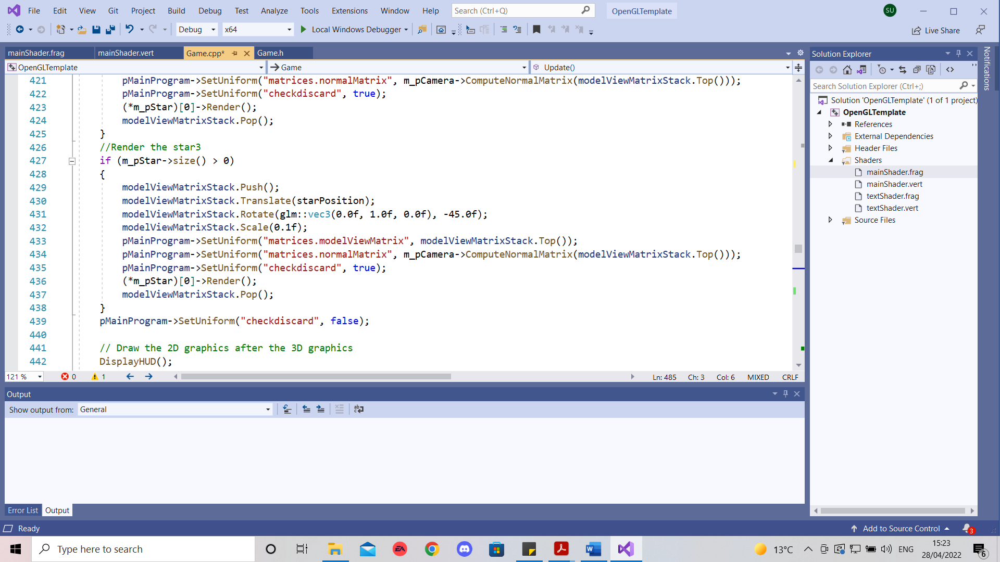 File Edit View Git Project Build Debug Test Analyze Tools Extensions Window Help Search (Ctrl+Q) OpenGLTemplate SU
Debug x64 Local Windows Debugger Live Share
mainShader.frag mainShader.vert Game.cpp* Game.h
OpenGLTemplate Game Update()
421 pMainProgram->SetUniform("matrices.normalMatrix", m_pCamera->ComputeNormalMatrix(modelViewMatrixStack.Top()));
422 pMainProgram->SetUniform("checkdiscard", true);
423 (*m_pStar)[0]->Render();
424 modelViewMatrixStack.Pop();
425 }
426 //Render the star3
427 if (m_pStar->size() > 0)
428 {
429 modelViewMatrixStack.Push();
430 modelViewMatrixStack.Translate(starPosition);
431 modelViewMatrixStack.Rotate(glm::vec3(0.0f, 1.0f, 0.0f), -45.0f);
432 modelViewMatrixStack.Scale(0.1f);
433 pMainProgram->SetUniform("matrices.modelViewMatrix", modelViewMatrixStack.Top());
434 pMainProgram->SetUniform("matrices.normalMatrix", m_pCamera->ComputeNormalMatrix(modelViewMatrixStack.Top()));
435 pMainProgram->SetUniform("checkdiscard", true);
436 (*m_pStar)[0]->Render();
437 modelViewMatrixStack.Pop();
438 }
439 pMainProgram->SetUniform("checkdiscard", false);
440
441 // Draw the 2D graphics after the 3D graphics
442 DisplayHUD();
121 % 0 1 Ln: 485 Ch: 3 Col: 6 MIXED CRLF
Output
Show output from: General
Error List Output
Solution Explorer
Search Solution Explorer (Ctrl+;)
Solution 'OpenGLTemplate' (1 of 1 project)
OpenGLTemplate
References
External Dependencies
Header Files
Shaders
mainShader.frag
mainShader.vert
textShader.frag
textShader.vert
Source Files
Notifications
Ready Add to Source Control 3
Type here to search EA W 13°C ENG 15:23
28/04/2022 6